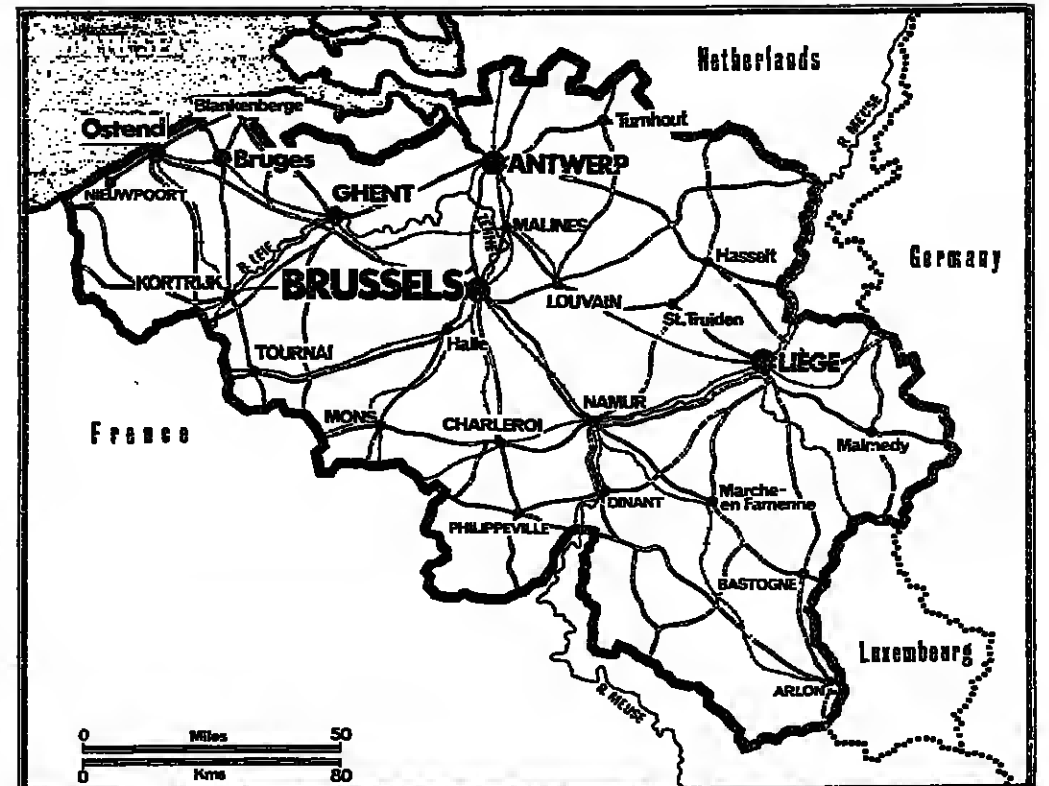 Netherlands
R. MEUSE
Blankenberge
Ostend
Turnhout
Bruges
ANTWERP
NIEUWPOORT
GHENT
MALINES
R. LEIE
Hasselt
Germany
KORTRIJK
BRUSSELS
LOUVAIN
St. Truiden
Halle
TOURNAI
LIÈGE
NAMUR
MONS
CHARLEROI
France
Malmedy
Marche-
en Famenne
DINANT
PHILIPPEVILLE
BASTOGNE
Luxembourg
ARLON
R. MEUSE
0 Miles 50
0 Kms 80